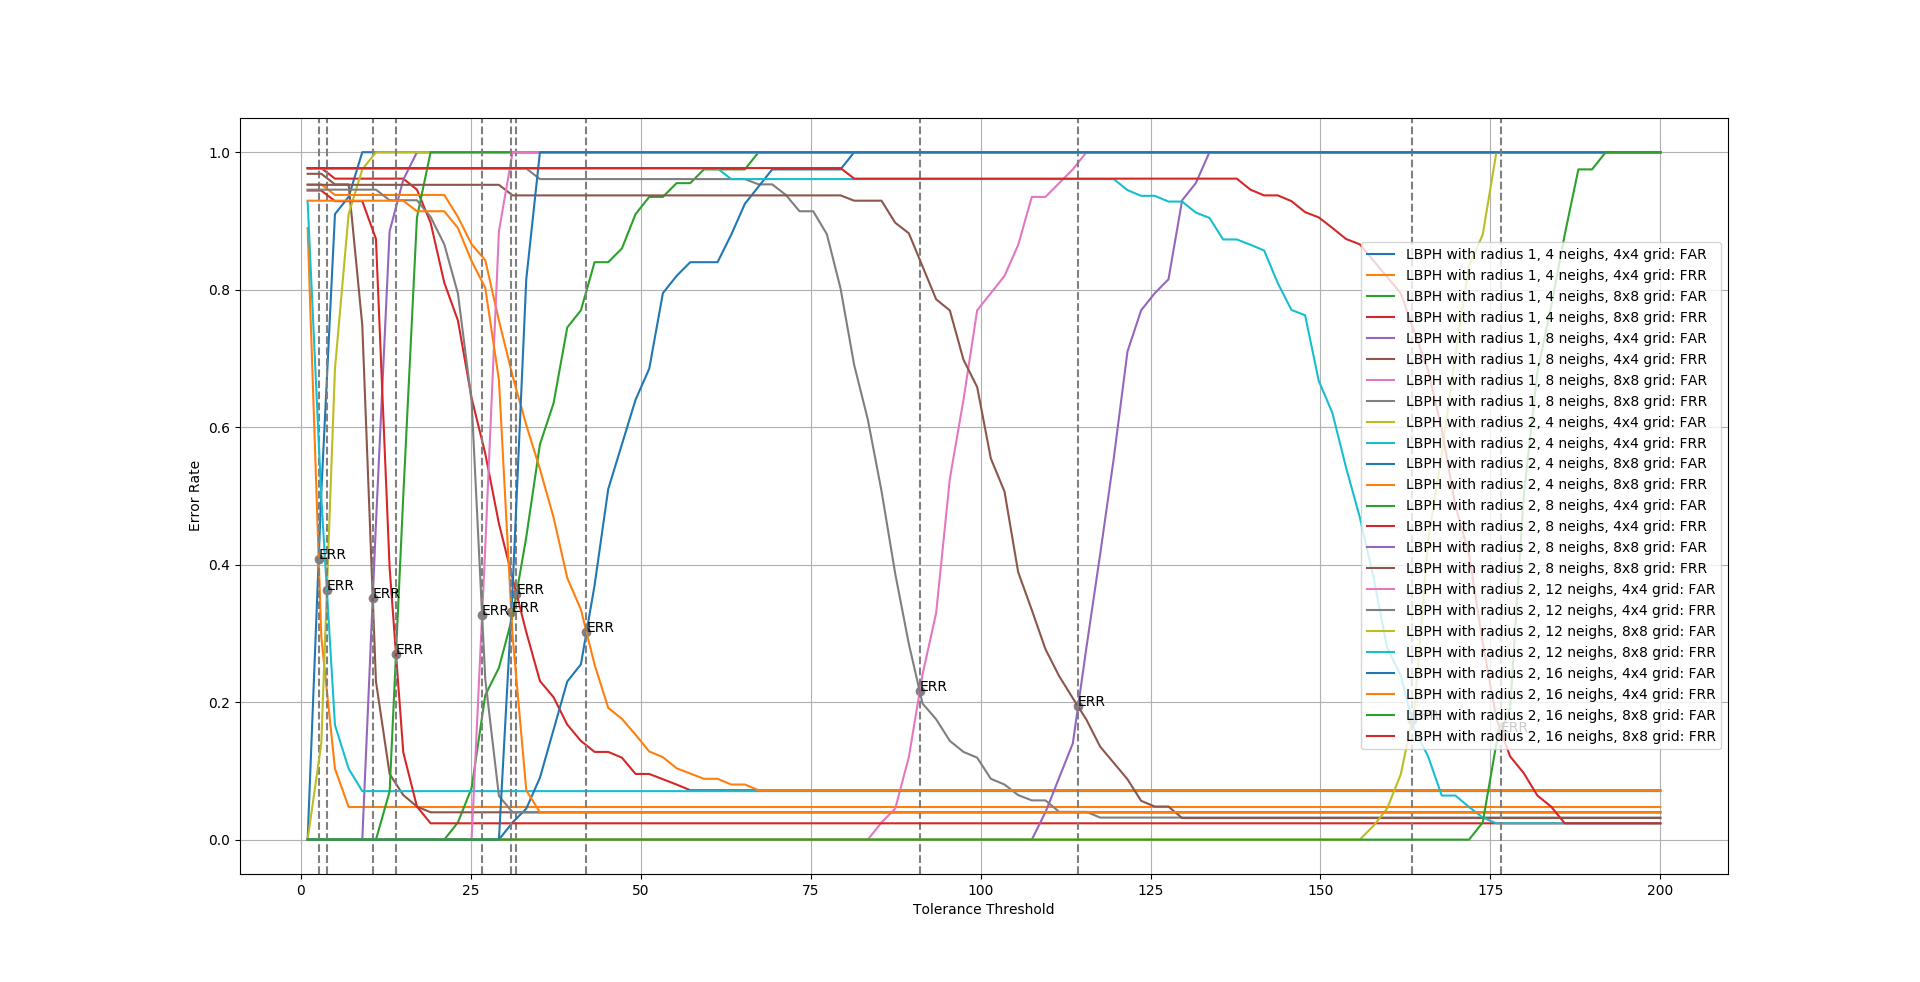 1.0
0.8
0.6
0.4
0.2
0.0
Error Rate
0
25
50
75
100
125
150
175
200
Tolerance Threshold
ERR
ERR
ERR
ERR
ERR
ERR
ERR
ERR
ERR
ERR
ERR
LBPH with radius 1, 4 neighs, 4x4 grid: FAR
LBPH with radius 1, 4 neighs, 4x4 grid: FRR
LBPH with radius 1, 4 neighs, 8x8 grid: FAR
LBPH with radius 1, 4 neighs, 8x8 grid: FRR
LBPH with radius 1, 8 neighs, 4x4 grid: FAR
LBPH with radius 1, 8 neighs, 4x4 grid: FRR
LBPH with radius 1, 8 neighs, 8x8 grid: FAR
LBPH with radius 1, 8 neighs, 8x8 grid: FRR
LBPH with radius 2, 4 neighs, 4x4 grid: FAR
LBPH with radius 2, 4 neighs, 4x4 grid: FRR
LBPH with radius 2, 4 neighs, 8x8 grid: FAR
LBPH with radius 2, 4 neighs, 8x8 grid: FRR
LBPH with radius 2, 8 neighs, 4x4 grid: FAR
LBPH with radius 2, 8 neighs, 4x4 grid: FRR
LBPH with radius 2, 8 neighs, 8x8 grid: FAR
LBPH with radius 2, 8 neighs, 8x8 grid: FRR
LBPH with radius 2, 12 neighs, 4x4 grid: FAR
LBPH with radius 2, 12 neighs, 4x4 grid: FRR
LBPH with radius 2, 12 neighs, 8x8 grid: FAR
LBPH with radius 2, 12 neighs, 8x8 grid: FRR
LBPH with radius 2, 16 neighs, 4x4 grid: FAR
LBPH with radius 2, 16 neighs, 4x4 grid: FRR
LBPH with radius 2, 16 neighs, 8x8 grid: FAR
LBPH with radius 2, 16 neighs, 8x8 grid: FRR